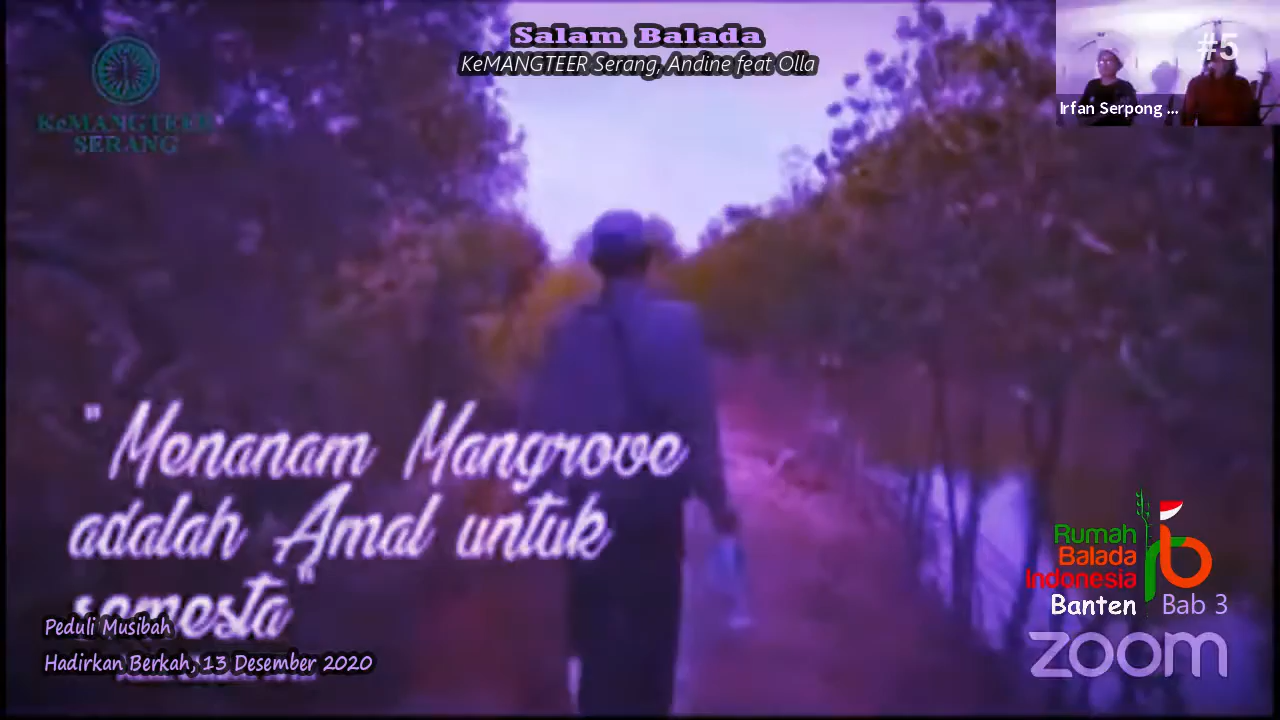 Salam Balada
KeMANGTEER Serang, Andine feat Olla
#5
Irfan Serpong ...
KeMANGTEER
SERANG
"Menanam Mangrove
adalah Amal untuk
semesta"
Peduli Musibah
Hadirkan Berkah, 13 Desember 2020
Rumah
Balada
Indonesia
Banten
Bab 3
zoom